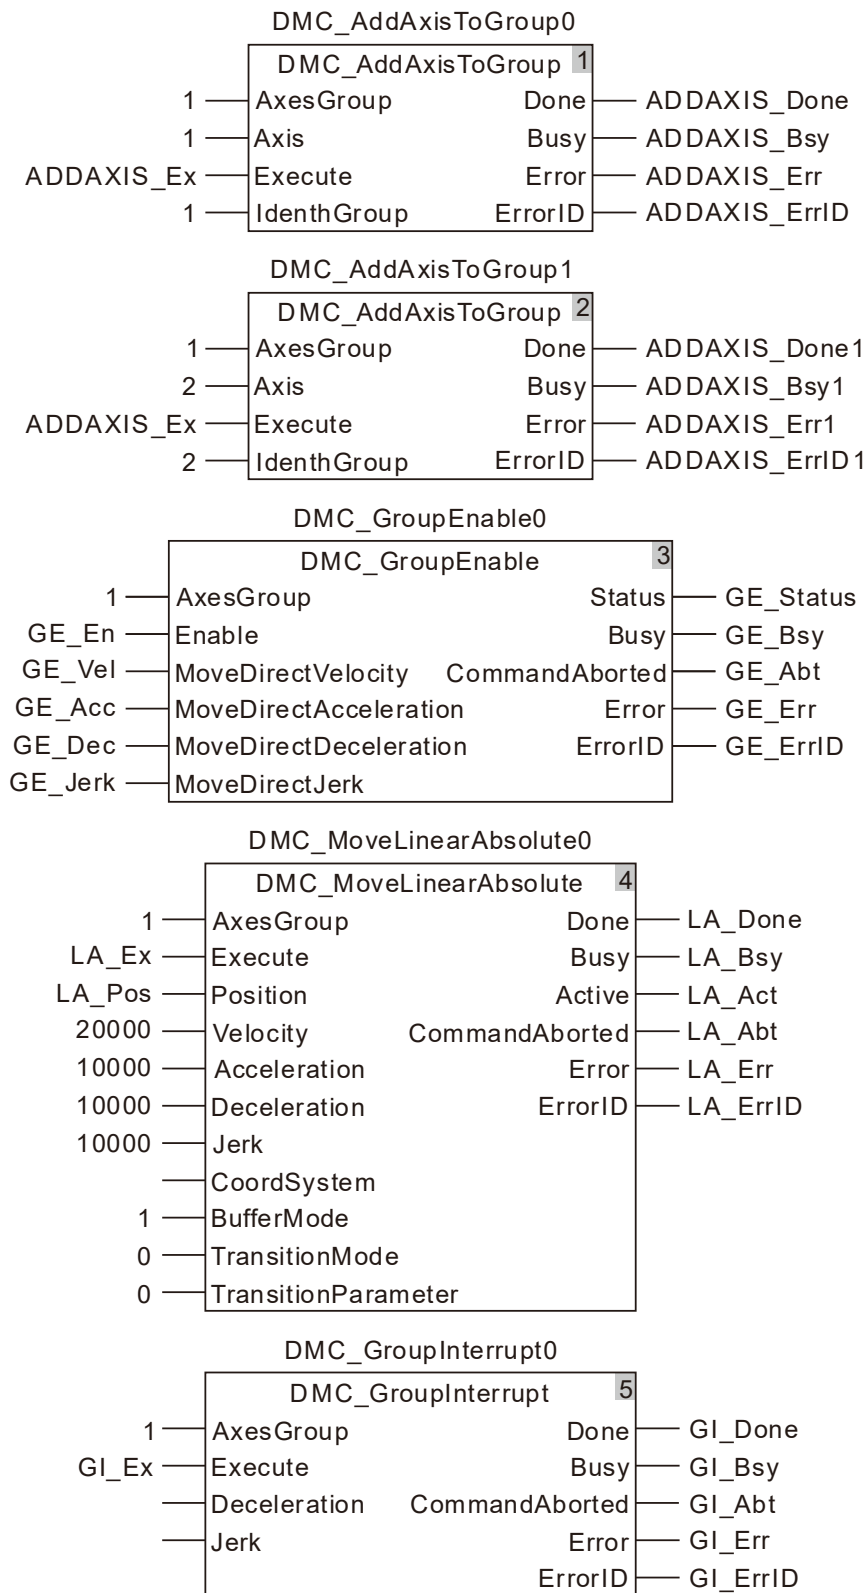 DMC_AddAxisToGroup0
DMC_AddAxisToGroup 1
1 AxesGroup Done ADDAXIS_Done
1 Axis Busy ADDAXIS_Bsy
ADDAXIS_Ex Execute Error ADDAXIS_Err
1 IdenthGroup ErrorID ADDAXIS_ErrID
DMC_AddAxisToGroup1
DMC_AddAxisToGroup 2
1 AxesGroup Done ADDAXIS_Done1
2 Axis Busy ADDAXIS_Bsy1
ADDAXIS_Ex Execute Error ADDAXIS_Err1
2 IdenthGroup ErrorID ADDAXIS_ErrID1
DMC_GroupEnable0
DMC_GroupEnable 3
1 AxesGroup Status GE_Status
GE_En Enable Busy GE_Bsy
GE_Vel MoveDirectVelocity CommandAborted GE_Abt
GE_Acc MoveDirectAcceleration Error GE_Err
GE_Dec MoveDirectDeceleration ErrorID GE_ErrID
GE_Jerk MoveDirectJerk
DMC_MoveLinearAbsolute0
DMC_MoveLinearAbsolute 4
1 AxesGroup Done LA_Done
LA_Ex Execute Busy LA_Bsy
LA_Pos Position Active LA_Act
20000 Velocity CommandAborted LA_Abt
10000 Acceleration Error LA_Err
10000 Deceleration ErrorID LA_ErrID
10000 Jerk
CoordSystem
1 BufferMode
0 TransitionMode
0 TransitionParameter
DMC_GroupInterrupt0
DMC_GroupInterrupt 5
1 AxesGroup Done GI_Done
GI_Ex Execute Busy GI_Bsy
Deceleration CommandAborted GI_Abt
Jerk Error GI_Err
ErrorID GI_ErrID